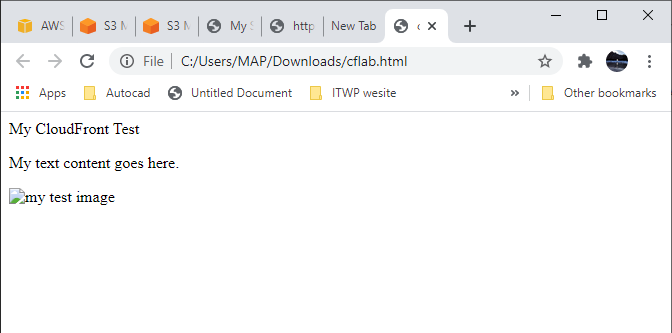 AWS
S3 M
S3 M
My S
http
New Tab
c
File
C:/Users/MAP/Downloads/cflab.html
Apps
Autocad
Untitled Document
ITWP wesite
»
Other bookmarks
My CloudFront Test
My text content goes here.
my test image